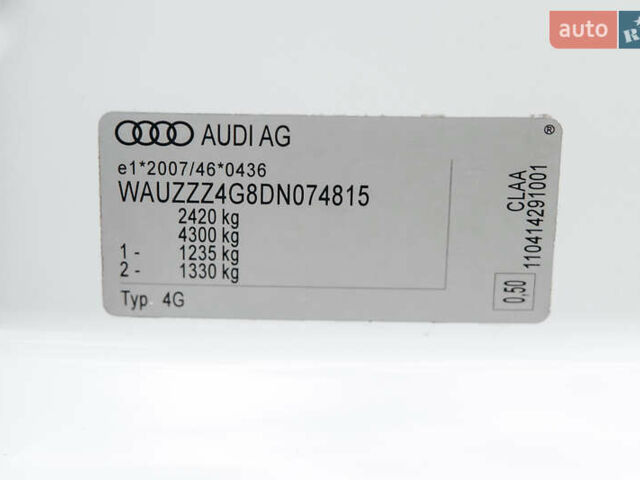 AUDI AG
e1*2007/46*0436
WAUZZZ4G8DN074815
2420 kg
4300 kg
1 - 1235 kg
2 - 1330 kg
Typ 4G
0,50
CLAA
110414291001
®
auto